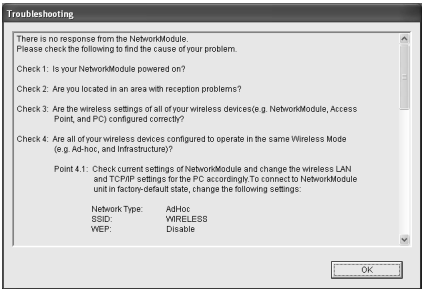 Troubleshooting
There is no response from the NetworkModule.
Please check the following to find the cause of your problem.
Check 1: Is your NetworkModule powered on?
Check 2: Are you located in an area with reception problems?
Check 3: Are the wireless settings of all of your wireless devices(e.g. NetworkModule, Access
Point, and PC) configured correctly?
Check 4: Are all of your wireless devices configured to operate in the same Wireless Mode
(e.g. Ad-hoc, and Infrastructure)?
Point 4.1: Check current settings of NetworkModule and change the wireless LAN
and TCP/IP settings for the PC accordingly.To connect to NetworkModule
unit in factory-default state, change the following settings:
Network Type: AdHoc
SSID: WIRELESS
WEP: Disable
OK